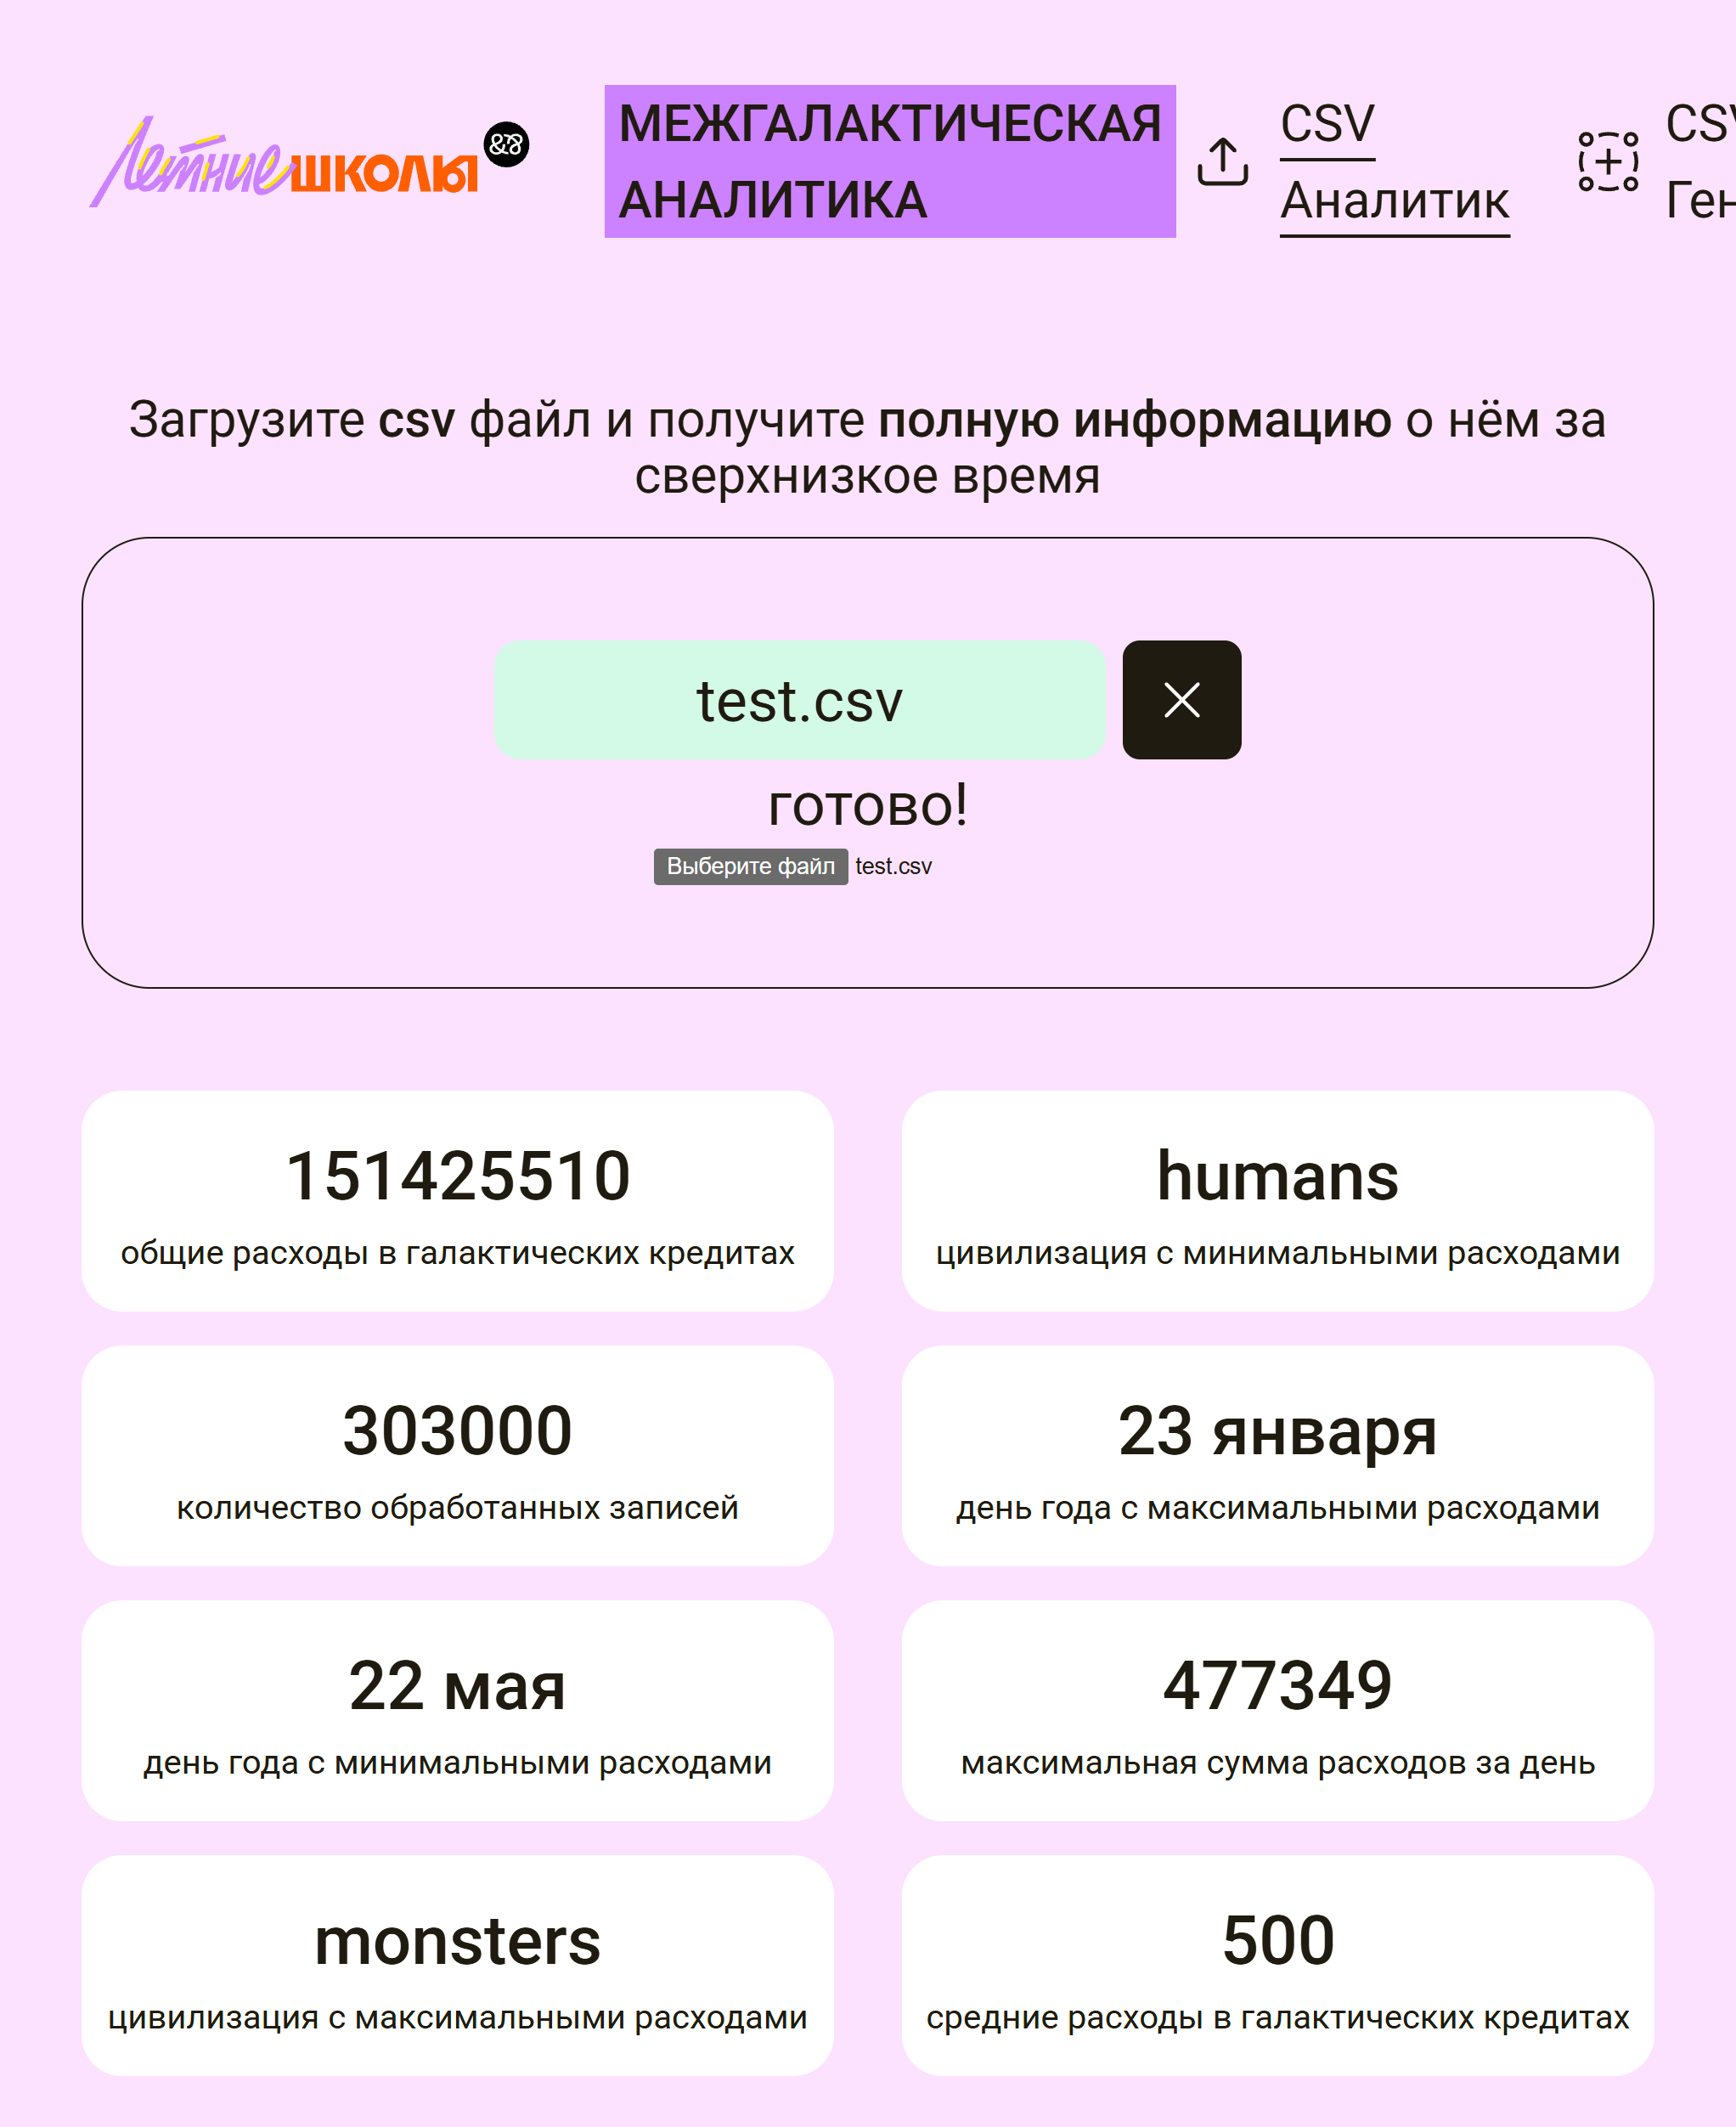 Летние школы
МЕЖГАЛАКТИЧЕСКАЯ
АНАЛИТИКА
CSV
Аналитик
CSV
Ген
Загрузите csv файл и получите полную информацию о нём за
сверхнизкое время
test.csv
готово!
Выберите файл test.csv
151425510
общие расходы в галактических кредитах
humans
цивилизация с минимальными расходами
303000
количество обработанных записей
23 января
день года с максимальными расходами
22 мая
день года с минимальными расходами
477349
максимальная сумма расходов за день
monsters
цивилизация с максимальными расходами
500
средние расходы в галактических кредитах